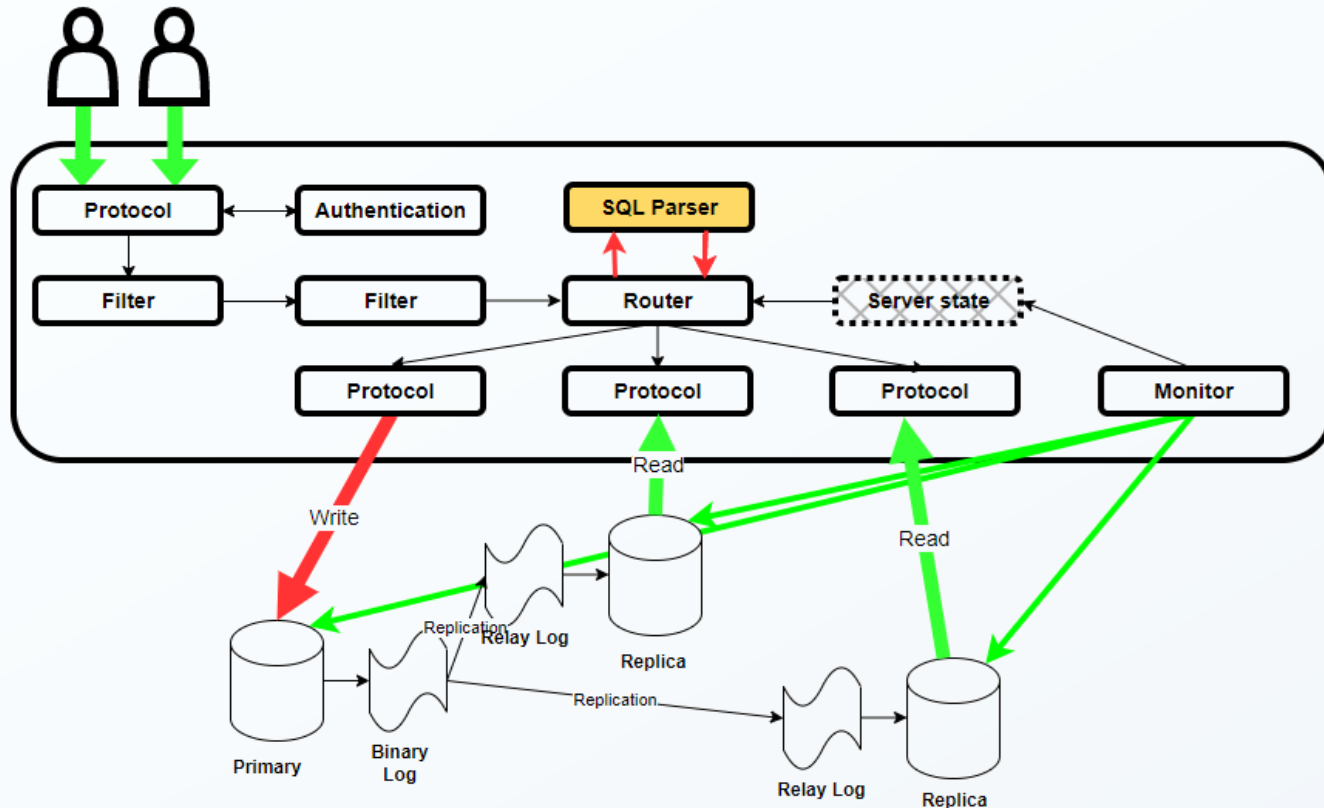 Protocol
Authentication
SQL Parser
Filter
Filter
Router
Server state
Protocol
Protocol
Protocol
Monitor
Read
Write
Read
Replication
Relay Log
Replica
Replication
Binary
Log
Primary
Relay Log
Replica